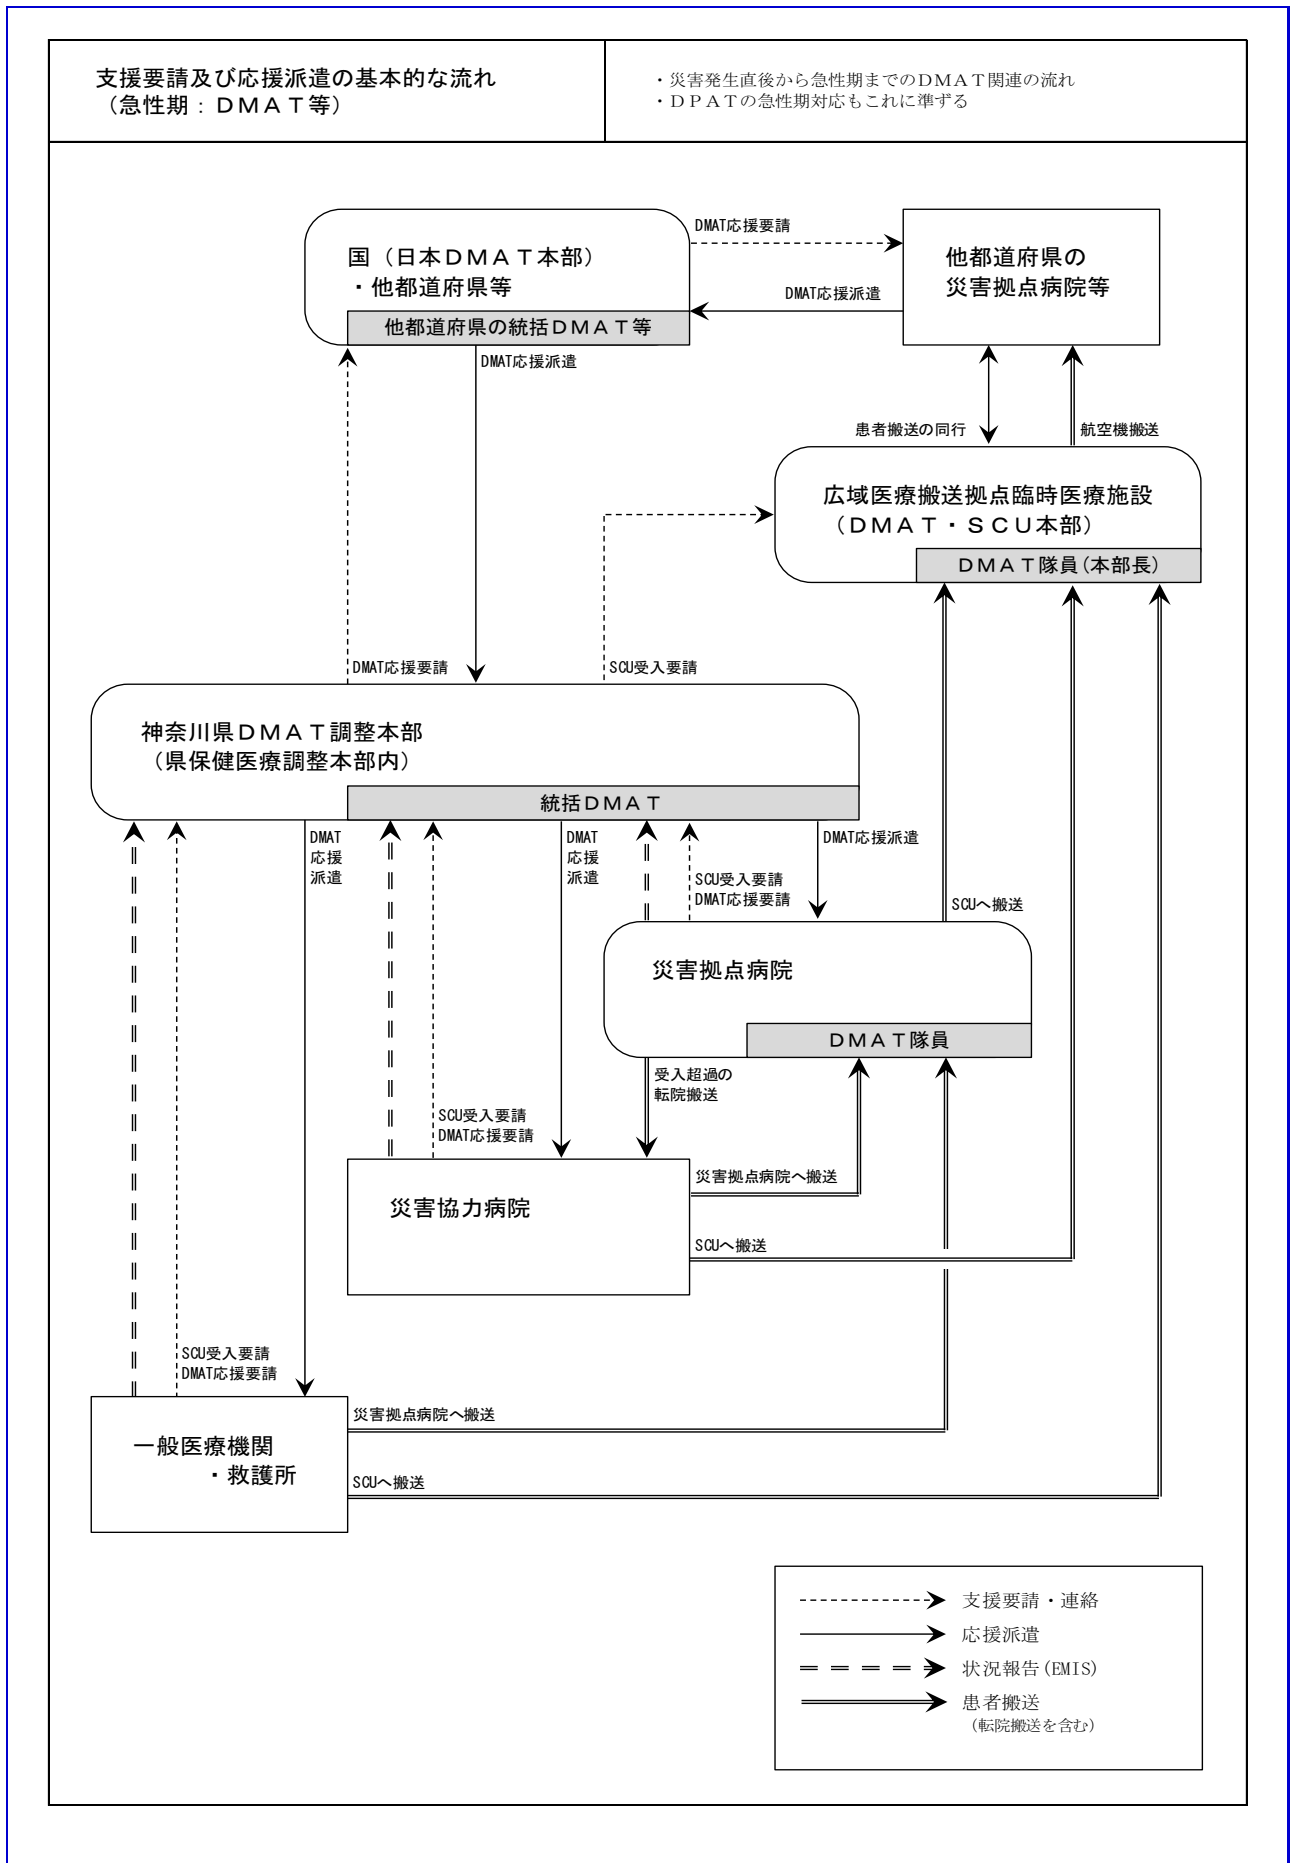 支援要請及び応援派遣の基本的な流れ
（急性期：ＤＭＡＴ等）
・災害発生直後から急性期までのＤＭＡＴ関連の流れ
・ＤＰＡＴの急性期対応もこれに準ずる
DMAT応援要請
国（日本ＤＭＡＴ本部）
・他都道府県等
他都道府県の
災害拠点病院等
DMAT応援派遣
他都道府県の統括ＤＭＡＴ等
DMAT応援派遣
患者搬送の同行
航空機搬送
広域医療搬送拠点臨時医療施設
（ＤＭＡＴ・ＳＣＵ本部）
ＤＭＡＴ隊員(本部長)
DMAT応援要請
SCU受入要請
神奈川県ＤＭＡＴ調整本部
（県保健医療調整本部内）
統括ＤＭＡＴ
DMAT
応援
派遣
DMAT
応援
派遣
DMAT応援派遣
SCU受入要請
DMAT応援要請
SCUへ搬送
災害拠点病院
ＤＭＡＴ隊員
受入超過の
転院搬送
SCU受入要請
DMAT応援要請
災害拠点病院へ搬送
災害協力病院
SCUへ搬送
SCU受入要請
DMAT応援要請
災害拠点病院へ搬送
一般医療機関
・救護所
SCUへ搬送
支援要請・連絡
応援派遣
状況報告(EMIS)
患者搬送
（転院搬送を含む）